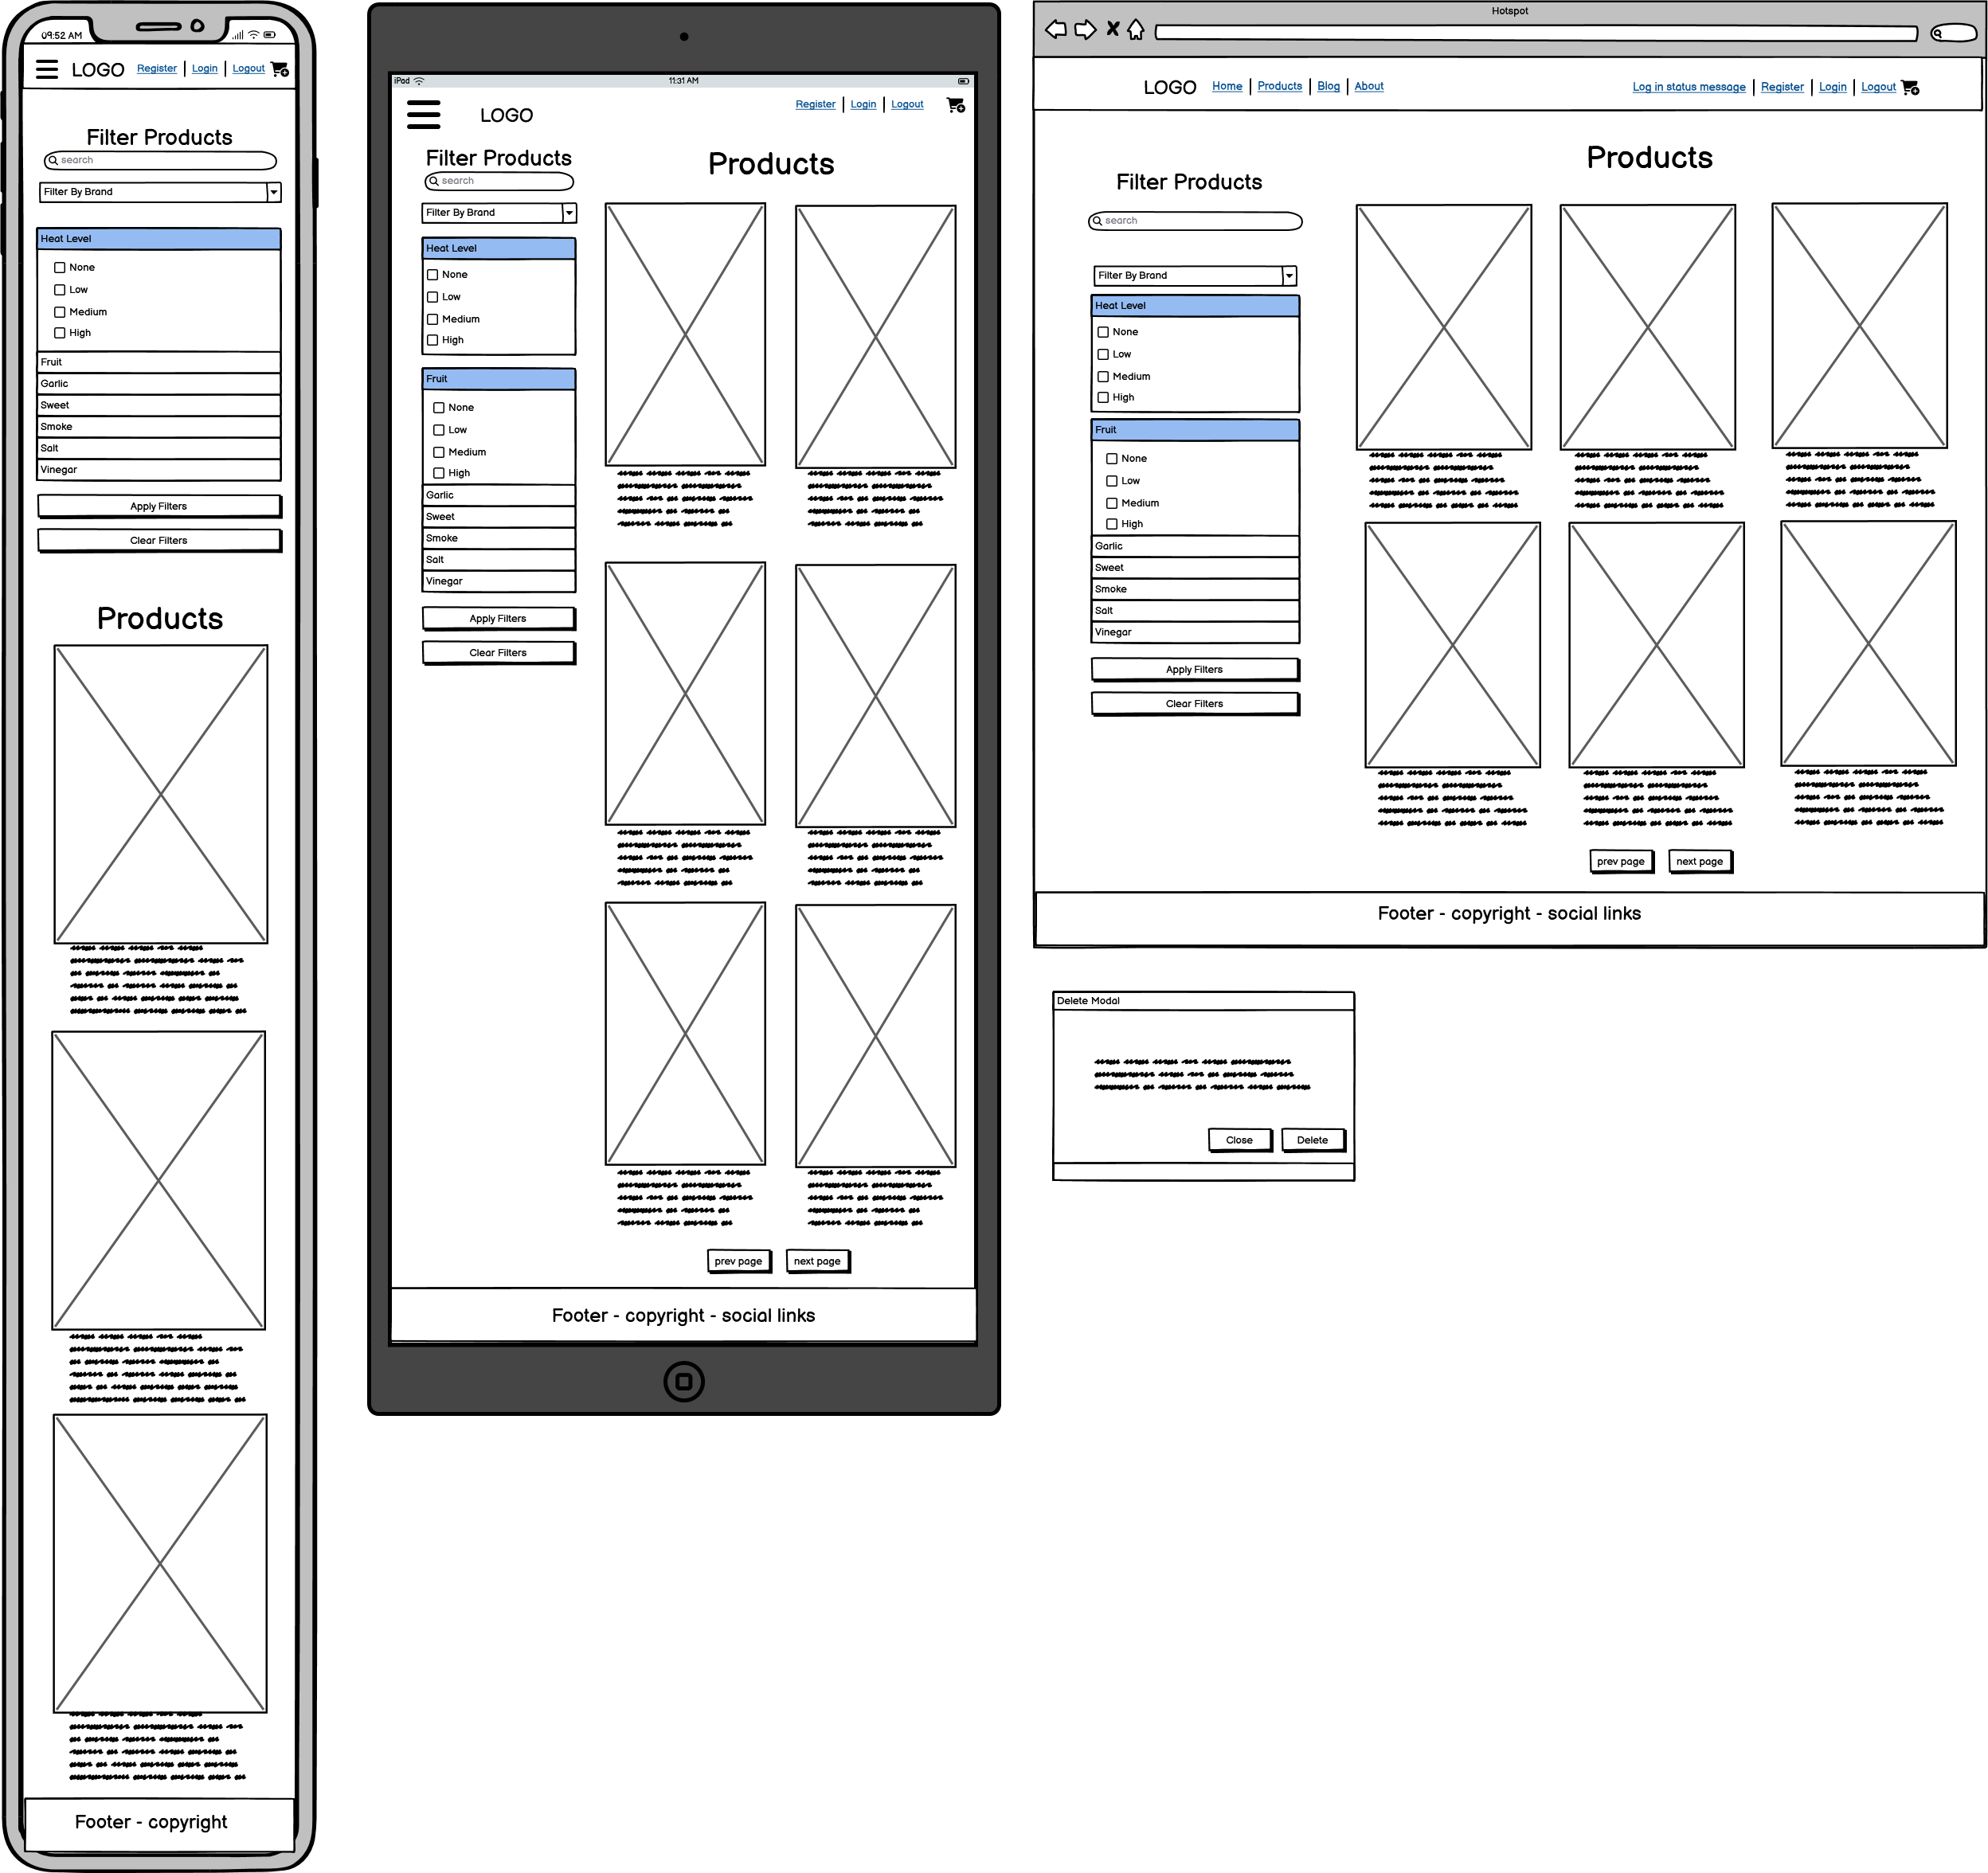 09:52 AM
LOGO Register Login Logout
Filter Products
search
Filter By Brand
Heat Level
None
Low
Medium
High
Fruit
Garlic
Sweet
Smoke
Salt
Vinegar
Apply Filters
Clear Filters
Products
Footer - copyright
iPad 11:31 AM
LOGO Register Login Logout
Filter Products
search
Filter By Brand
Heat Level
None
Low
Medium
High
Fruit
None
Low
Medium
High
Garlic
Sweet
Smoke
Salt
Vinegar
Apply Filters
Clear Filters
Products
prev page next page
Footer - copyright - social links
Hotspot
LOGO Home Products Blog About Log in status message Register Login Logout
Filter Products
search
Filter By Brand
Heat Level
None
Low
Medium
High
Fruit
None
Low
Medium
High
Garlic
Sweet
Smoke
Salt
Vinegar
Apply Filters
Clear Filters
Products
prev page next page
Footer - copyright - social links
Delete Modal
Close Delete